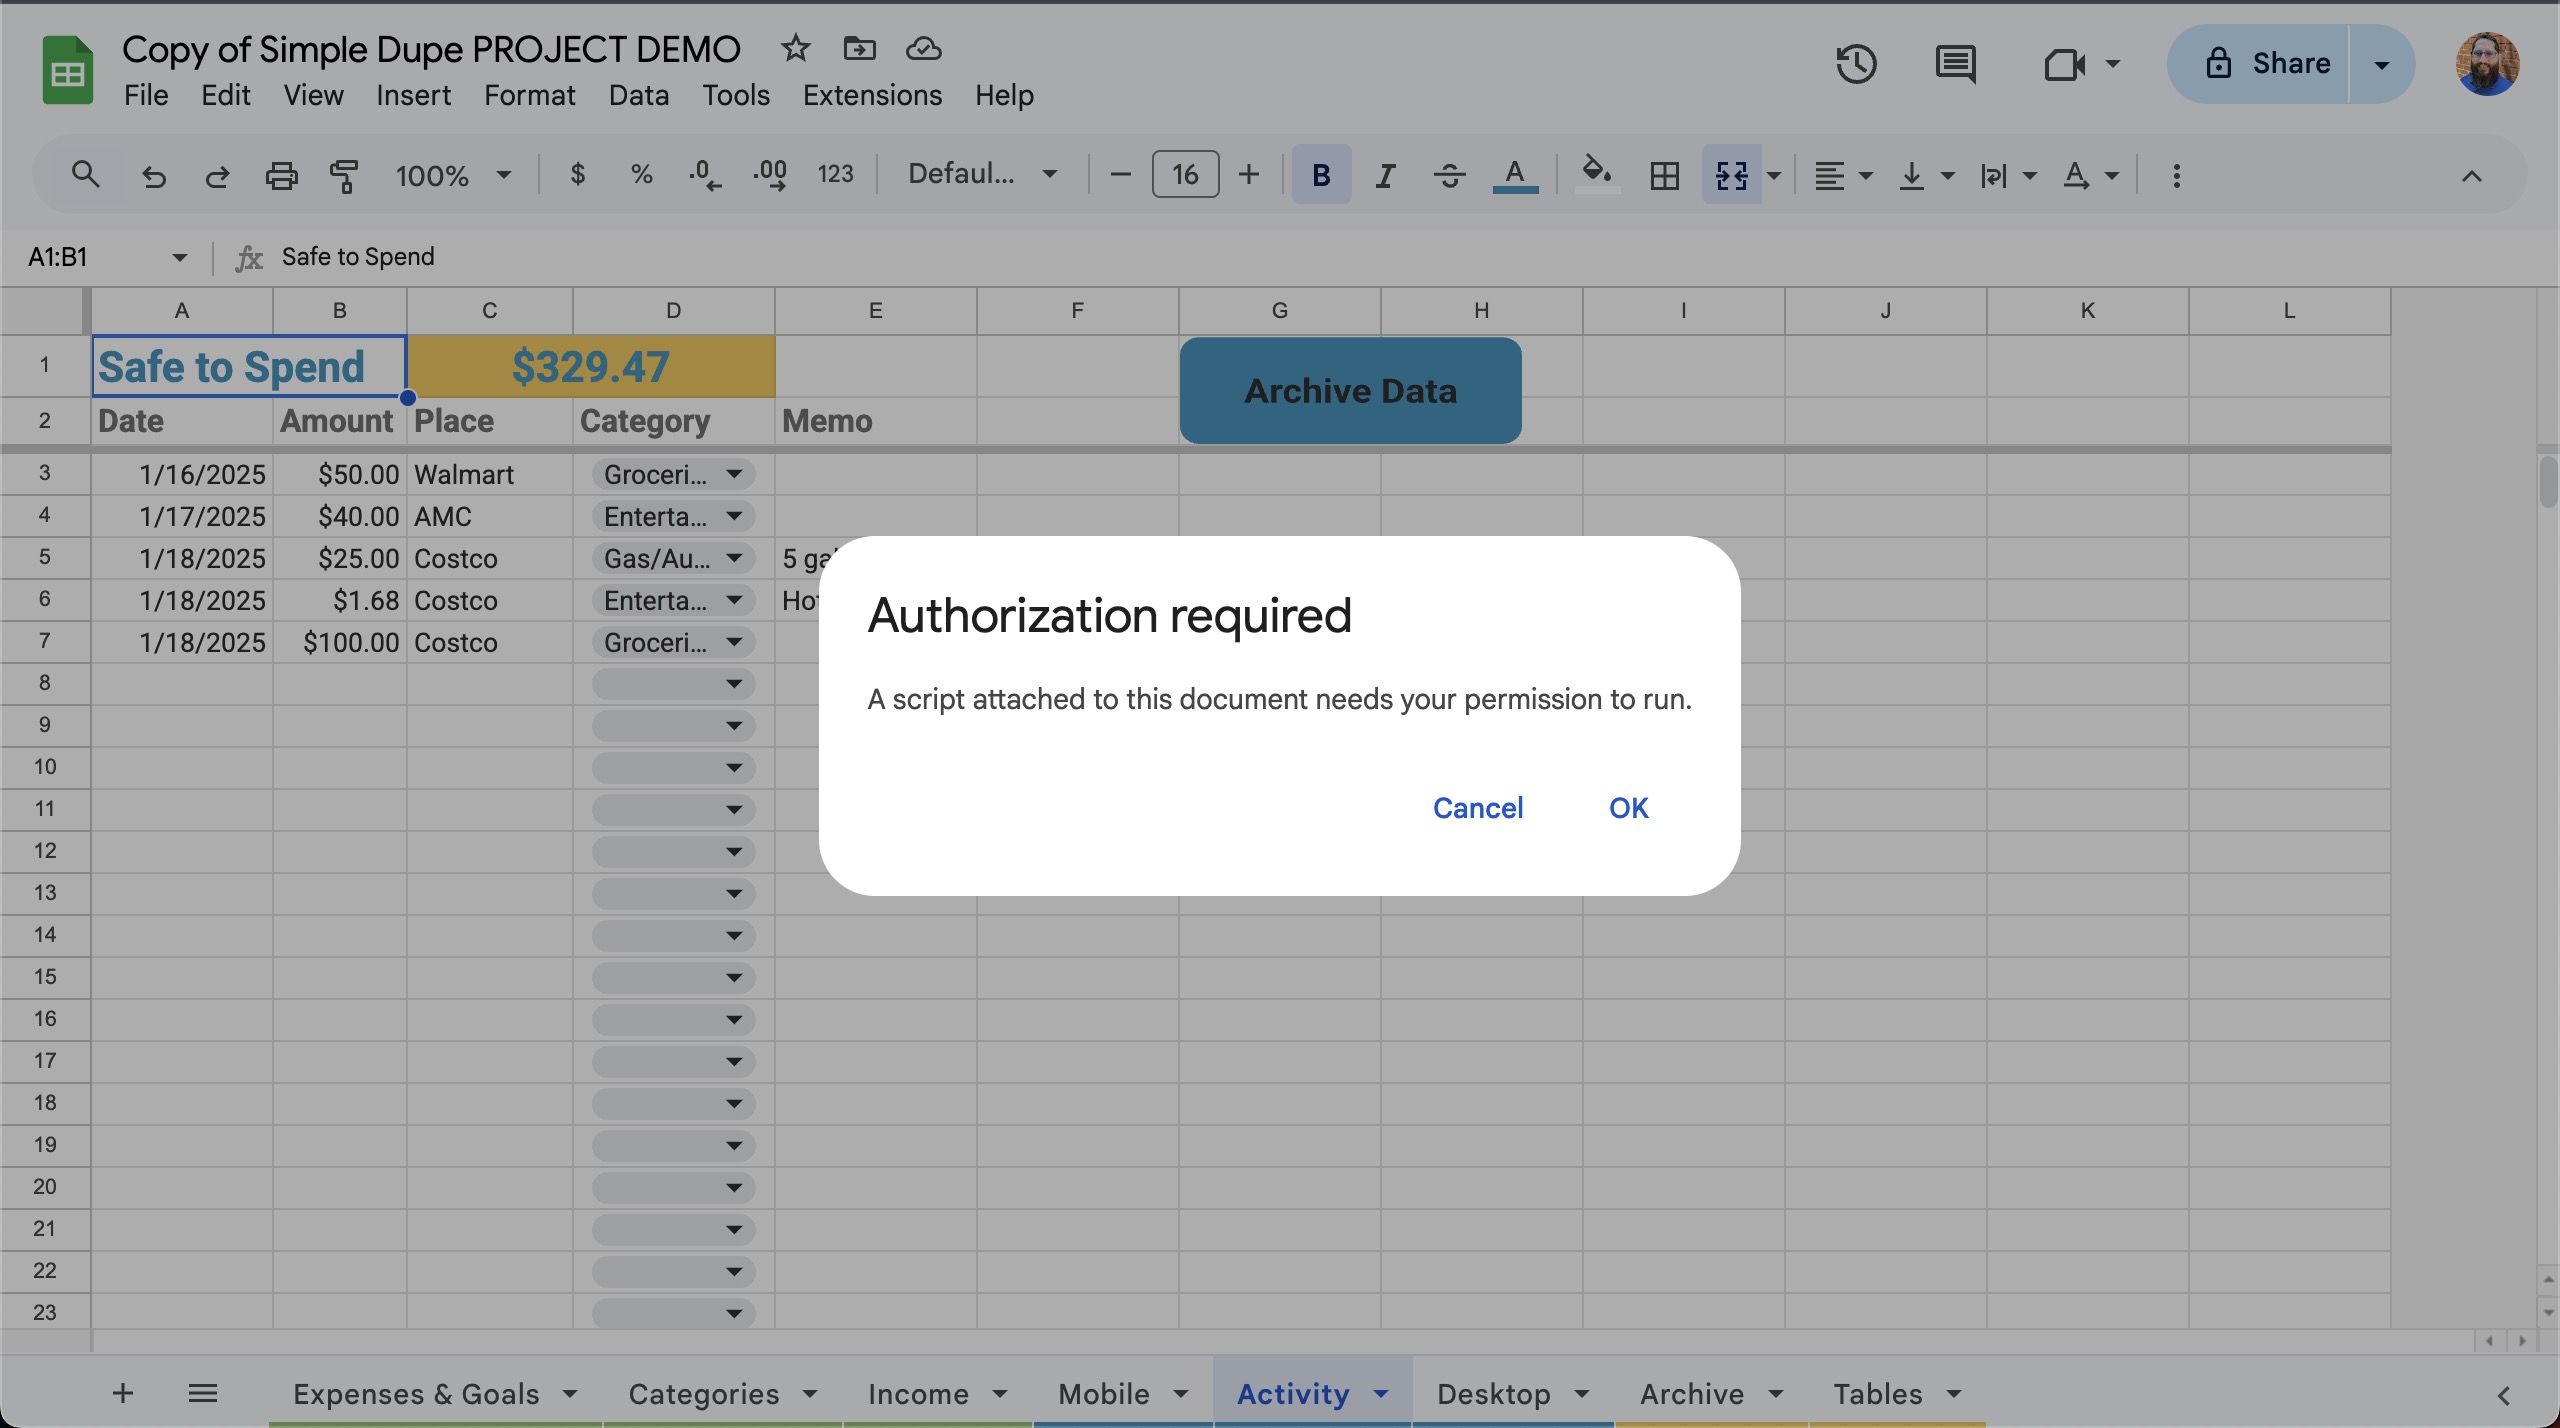 Copy of Simple Dupe PROJECT DEMO
File Edit View Insert Format Data Tools Extensions Help
Share
100% $ % .0 .00 123 Defaul... 16 B I A A
A1:B1 fx Safe to Spend
A B C D E F G H I J K L
1 Safe to Spend $329.47
Archive Data
2 Date Amount Place Category Memo
3 1/16/2025 $50.00 Walmart Groceri...
4 1/17/2025 $40.00 AMC Enterta...
5 1/18/2025 $25.00 Costco Gas/Au... 5 ga
6 1/18/2025 $1.68 Costco Enterta... Ho
7 1/18/2025 $100.00 Costco Groceri...
8
9
10
11
12
13
14
15
16
17
18
19
20
21
22
23
Authorization required
A script attached to this document needs your permission to run.
Cancel OK
Expenses & Goals Categories Income Mobile Activity Desktop Archive Tables